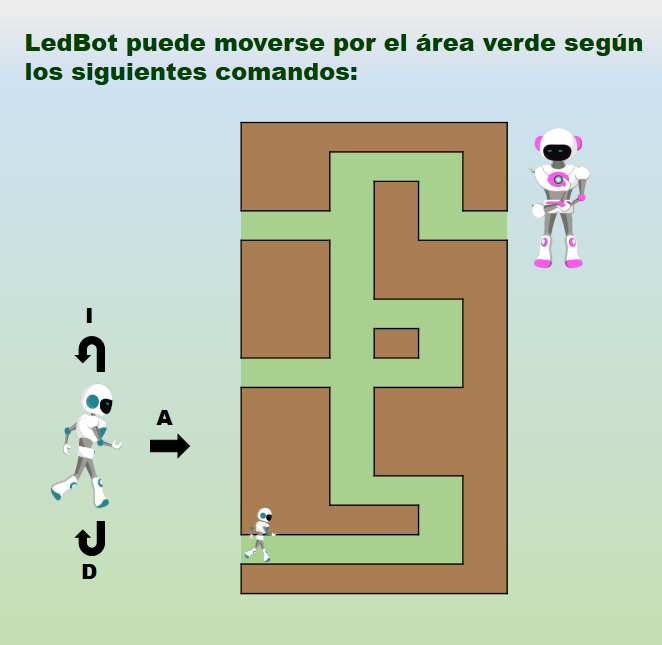 LedBot puede moverse por el área verde según
los siguientes comandos:
I
A
D